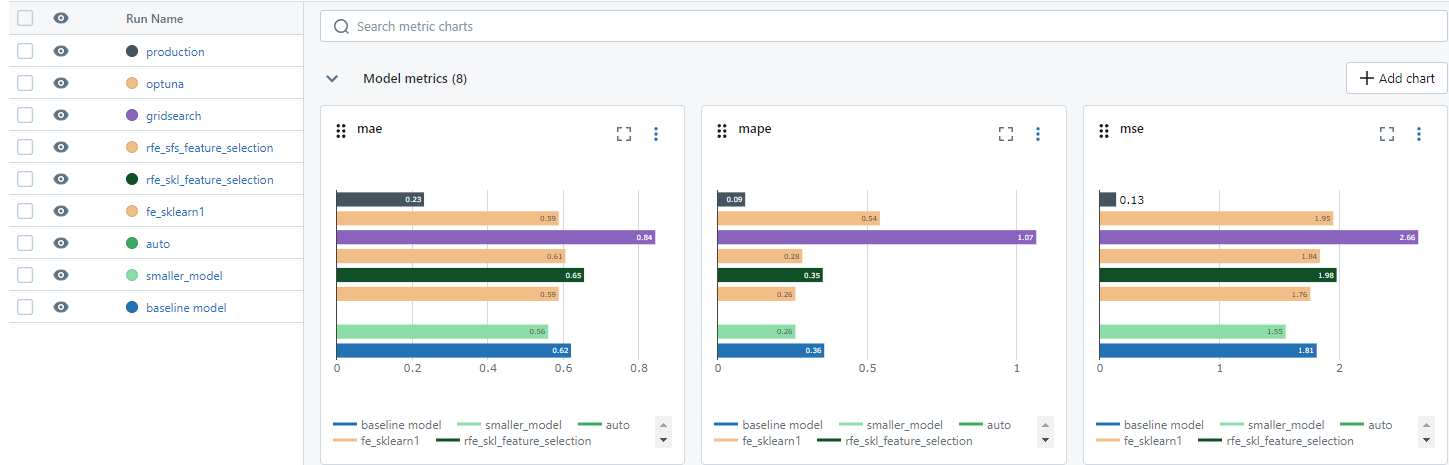 Run Name
production
optuna
gridsearch
rfe_sfs_feature_selection
rfe_skl_feature_selection
fe_sklearn1
auto
smaller_model
baseline model
Search metric charts
Model metrics (8)
Add chart
mae
0.23
0.59
0.84
0.61
0.65
0.59
0.56
0.62
0 0.2 0.4 0.6 0.8
baseline model smaller_model auto
fe_sklearn1 rfe_skl_feature_selection
mape
0.09
0.54
1.07
0.28
0.35
0.26
0.26
0.36
0 0.5 1
baseline model smaller_model auto
fe_sklearn1 rfe_skl_feature_selection
mse
0.13
1.95
2.66
1.84
1.98
1.76
1.55
1.81
0 1 2
baseline model smaller_model auto
fe_sklearn1 rfe_skl_feature_selection